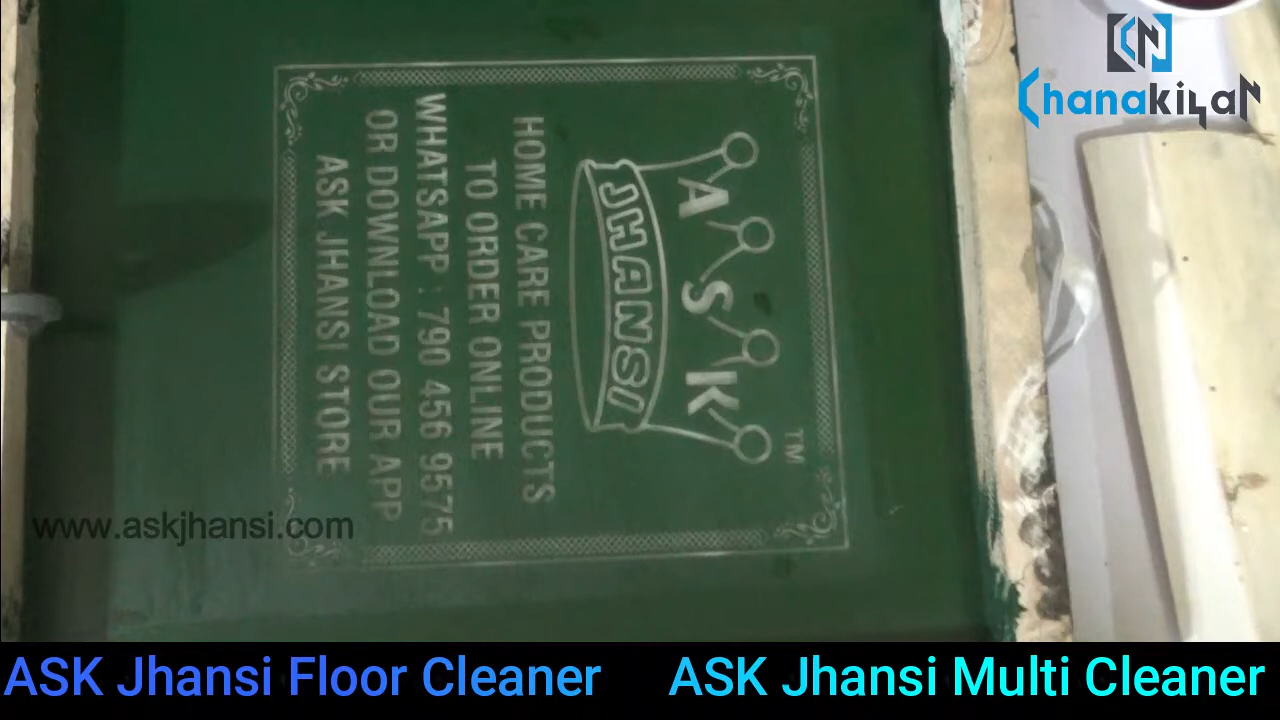 CN
Chanakiyan
A S K
TM
JHANSI
HOME CARE PRODUCTS
TO ORDER ONLINE
WHATSAPP : 790 456 9575
OR DOWNLOAD OUR APP
ASK JHANSI STORE
www.askjhansi.com
ASK Jhansi Floor Cleaner
ASK Jhansi Multi Cleaner